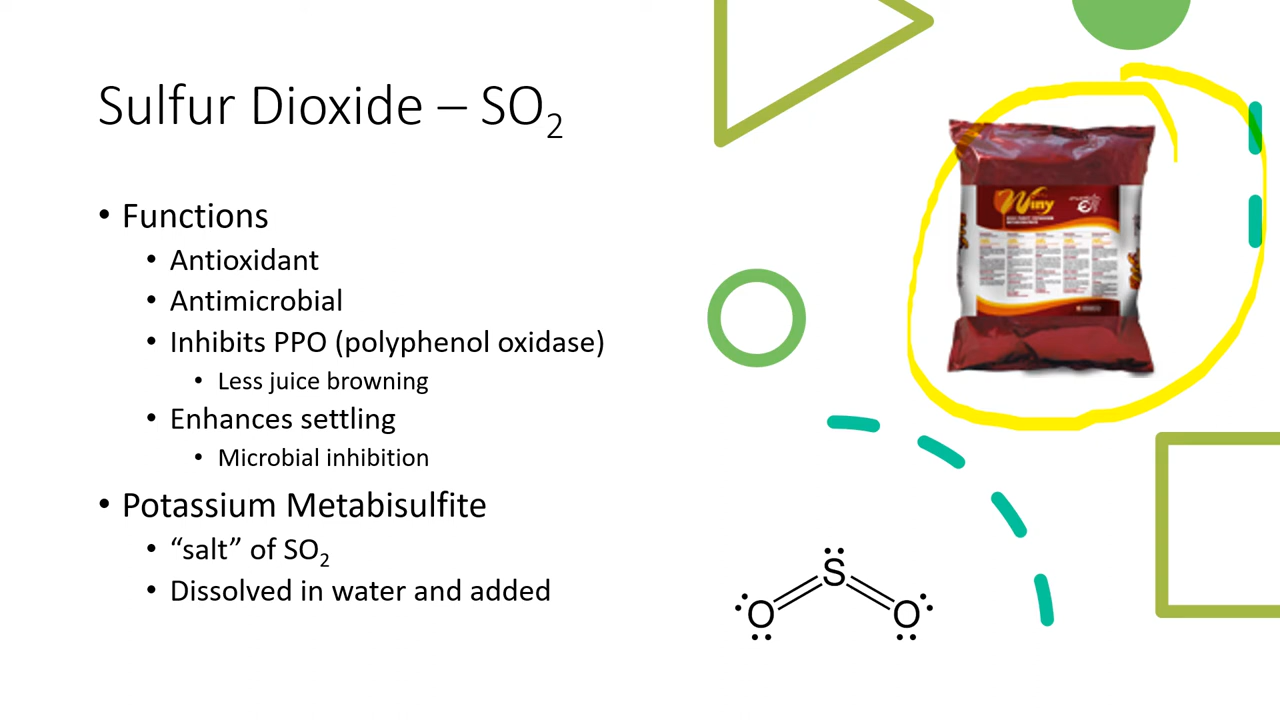 Sulfur Dioxide – SO₂
• Functions
• Antioxidant
• Antimicrobial
• Inhibits PPO (polyphenol oxidase)
• Less juice browning
• Enhances settling
• Microbial inhibition
• Potassium Metabisulfite
• “salt” of SO₂
• Dissolved in water and added
Winy
S
O O